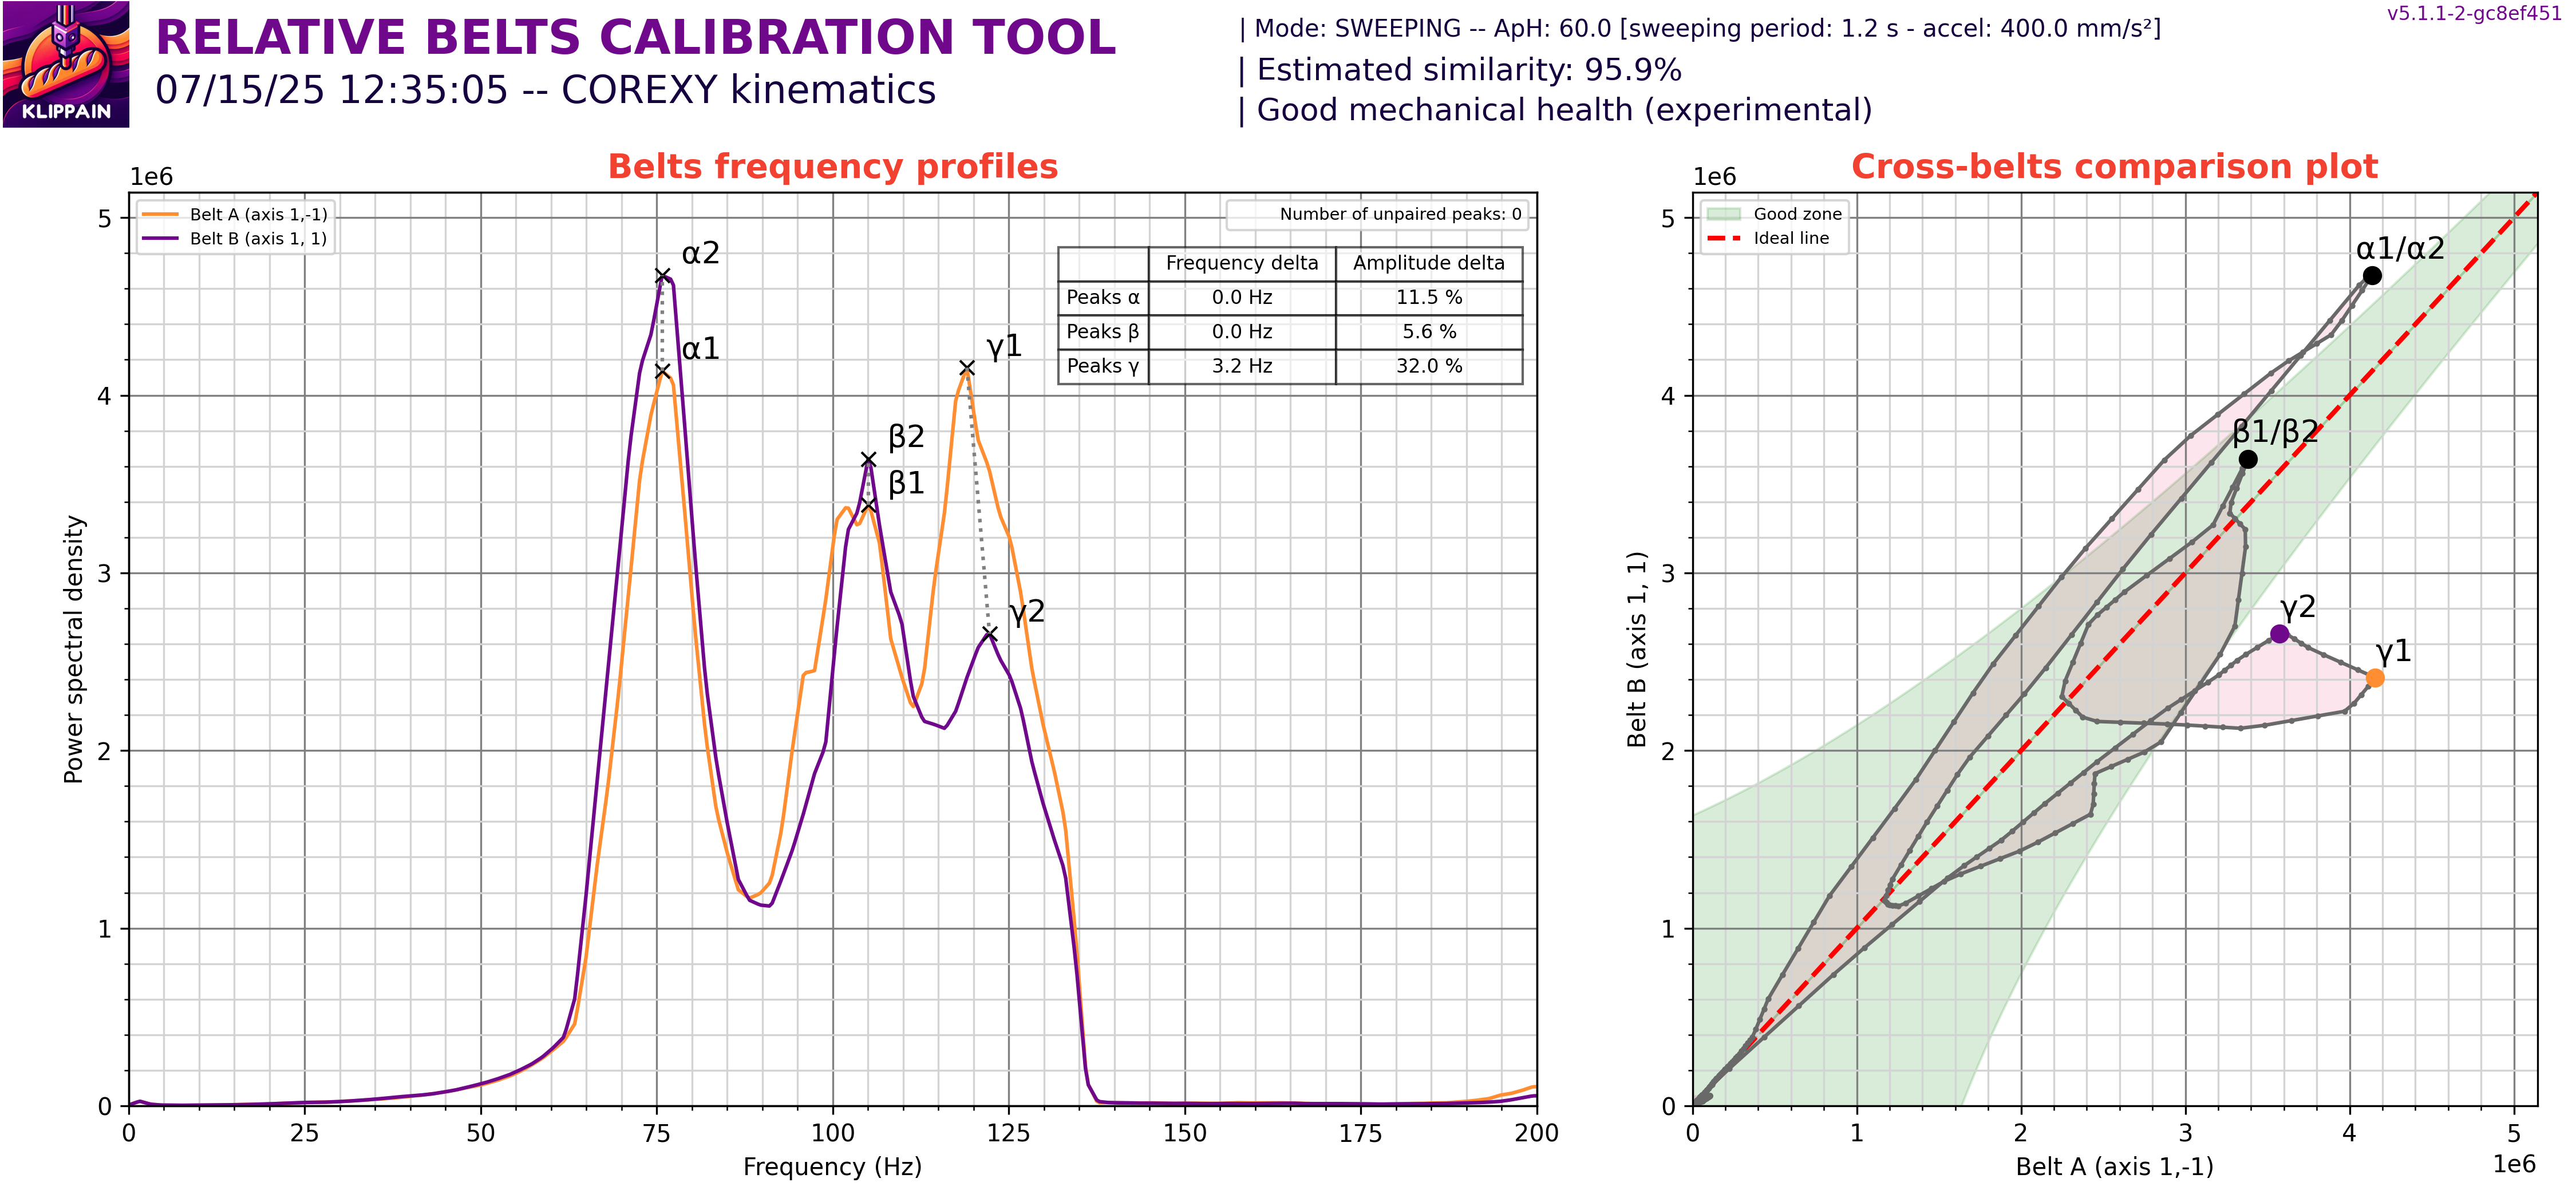 KLIPPAIN
RELATIVE BELTS CALIBRATION TOOL
07/15/25 12:35:05 -- COREXY kinematics
| Mode: SWEEPING -- ApH: 60.0 [sweeping period: 1.2 s - accel: 400.0 mm/s²]
| Estimated similarity: 95.9%
| Good mechanical health (experimental)
v5.1.1-2-gc8ef451
Belts frequency profiles
1e6
Belt A (axis 1,-1)
Belt B (axis 1, 1)
Number of unpaired peaks: 0
Frequency delta Amplitude delta
Peaks α 0.0 Hz 11.5 %
Peaks β 0.0 Hz 5.6 %
Peaks γ 3.2 Hz 32.0 %
α2
α1
β2
β1
γ1
γ2
5
4
3
2
1
0
Power spectral density
0 25 50 75 100 125 150 175 200
Frequency (Hz)
Cross-belts comparison plot
1e6
Good zone
Ideal line
α1/α2
β1/β2
γ2
γ1
5
4
3
2
1
0
Belt B (axis 1, 1)
0 1 2 3 4 5
1e6
Belt A (axis 1,-1)